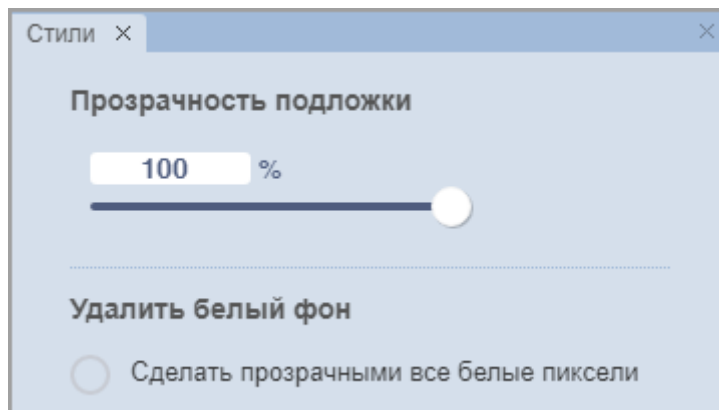 Стили
Прозрачность подложки
100 %
Удалить белый фон
Сделать прозрачными все белые пиксели